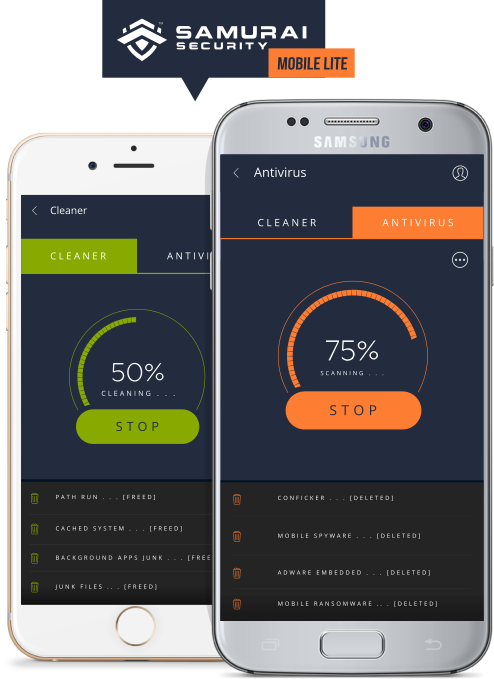 SAMURAI™
SECURITY
MOBILE LITE
Cleaner
CLEANER
ANTIVI
50%
CLEANING . . .
STOP
PATH RUN . . . [FREED]
CACHED SYSTEM . . . [FREED]
BACKGROUND APPS JUNK . . . [FREE
JUNK FILES . . . [FREED]
SAMSUNG
Antivirus
CLEANER
ANTIVIRUS
75%
SCANNING . . .
STOP
CONFICKER . . . [DELETED]
MOBILE SPYWARE . . . [DELETED]
ADWARE EMBEDDED . . . [DELETED]
MOBILE RANSOMWARE . . . [DELETED]